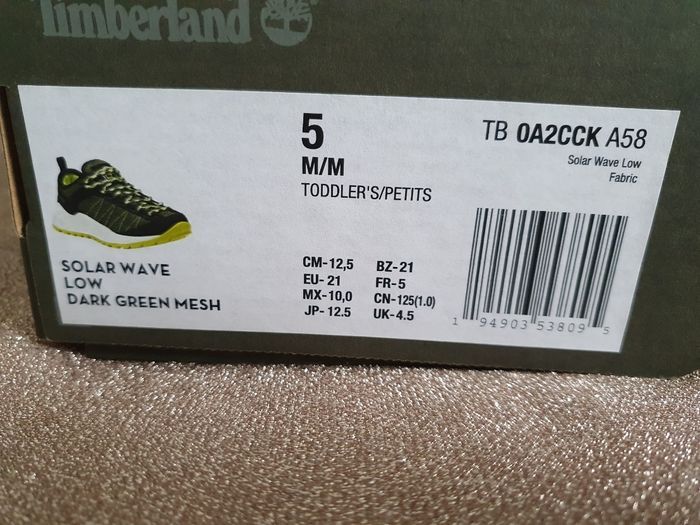 Timberland
5
M/M
TODDLER'S/PETITS
TB 0A2CCK A58
Solar Wave Low
Fabric
SOLAR WAVE
LOW
DARK GREEN MESH
CM-12,5 BZ-21
EU-21 FR-5
MX-10,0 CN-125(1.0)
JP-12.5 UK-4.5
1 94903 53809 5